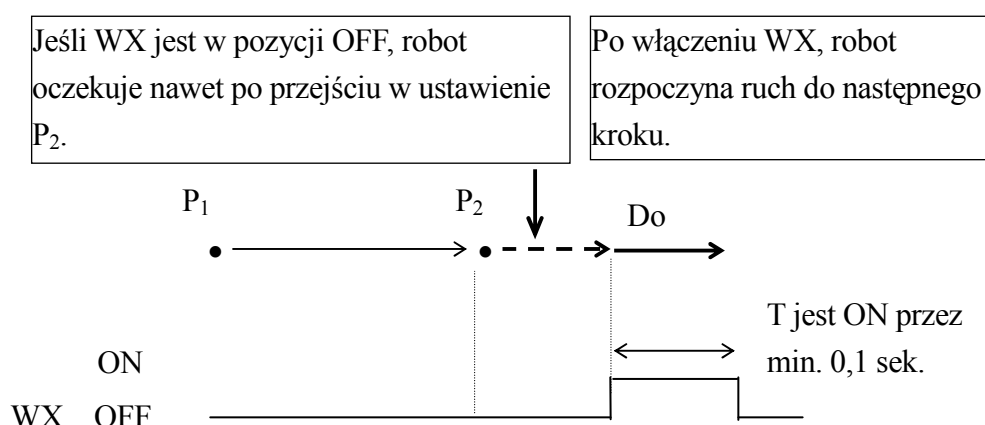 Jeśli WX jest w pozycji OFF, robot
oczekuje nawet po przejściu w ustawienie
P₂.
Po włączeniu WX, robot
rozpoczyna ruch do następnego
kroku.
P₁
P₂
Do
T jest ON przez
min. 0,1 sek.
ON
WX OFF